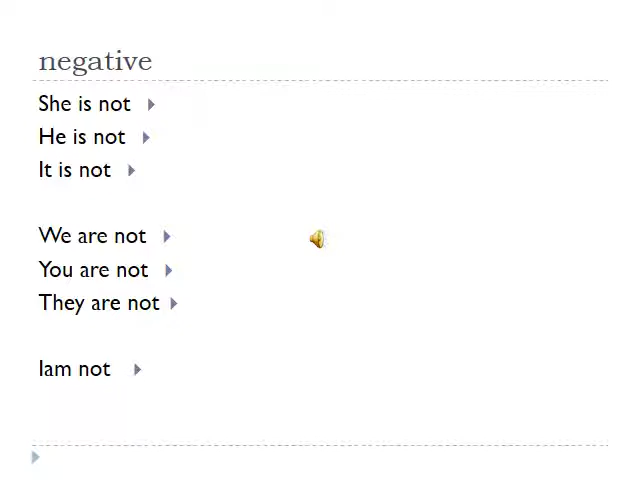 negative
She is not
He is not
It is not
We are not
You are not
They are not
Iam not